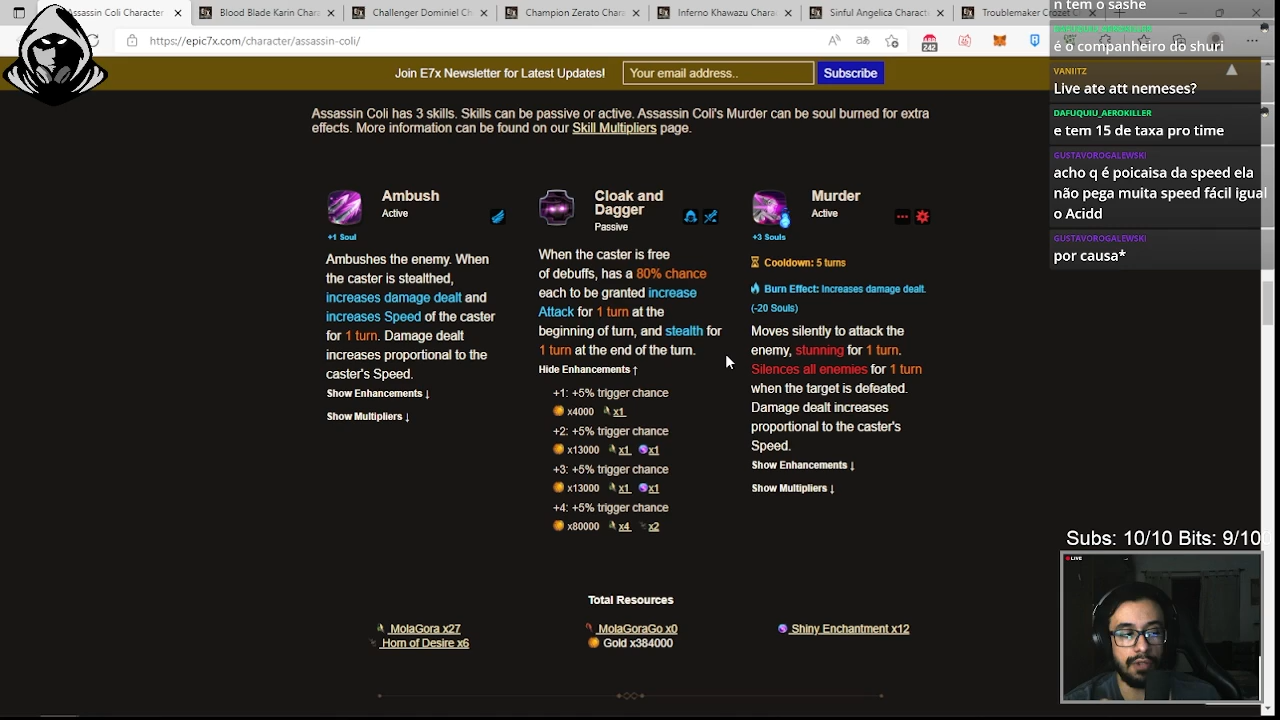 Assassin Coli Character
Blood Blade Karin Chara
Challenger Dominiel Ch
Champion Zerato Chara
Inferno Khawazu Chara
Sinful Angelica Charact
Troublemaker Crozet C
https://epic7x.com/character/assassin-coli/
242
Join E7x Newsletter for Latest Updates!
Your email address..
Subscribe
Assassin Coli has 3 skills. Skills can be passive or active. Assassin Coli's Murder can be soul burned for extra
effects. More information can be found on our Skill Multipliers page.
Ambush
Active
+1 Soul
Ambushes the enemy. When
the caster is stealthed,
increases damage dealt and
increases Speed of the caster
for 1 turn. Damage dealt
increases proportional to the
caster's Speed.
Show Enhancements ↓
Show Multipliers ↓
Cloak and
Dagger
Passive
When the caster is free
of debuffs, has a 80% chance
each to be granted increase
Attack for 1 turn at the
beginning of turn, and stealth for
1 turn at the end of the turn.
Hide Enhancements ↑
+1: +5% trigger chance
x4000 x1
+2: +5% trigger chance
x13000 x1 x1
+3: +5% trigger chance
x13000 x1 x1
+4: +5% trigger chance
x80000 x4 x2
Murder
Active
+3 Souls
Cooldown: 5 turns
Burn Effect: Increases damage dealt.
(-20 Souls)
Moves silently to attack the
enemy, stunning for 1 turn.
Silences all enemies for 1 turn
when the target is defeated.
Damage dealt increases
proportional to the caster's
Speed.
Show Enhancements ↓
Show Multipliers ↓
Total Resources
MolaGora x27
MolaGoraGo x0
Shiny Enchantment x12
Horn of Desire x6
Gold x384000
n tem o sashe
é o companheiro do shuri
VANIITZ
Live ate att nemeses?
DAFUQUIU_AEROKILLER
e tem 15 de taxa pro time
GUSTAVOROGALEWSKI
acho q é poicaisa da speed ela
não pega muita speed fácil igual
o Acidd
GUSTAVOROGALEWSKI
por causa*
Subs: 10/10 Bits: 9/100
LIVE